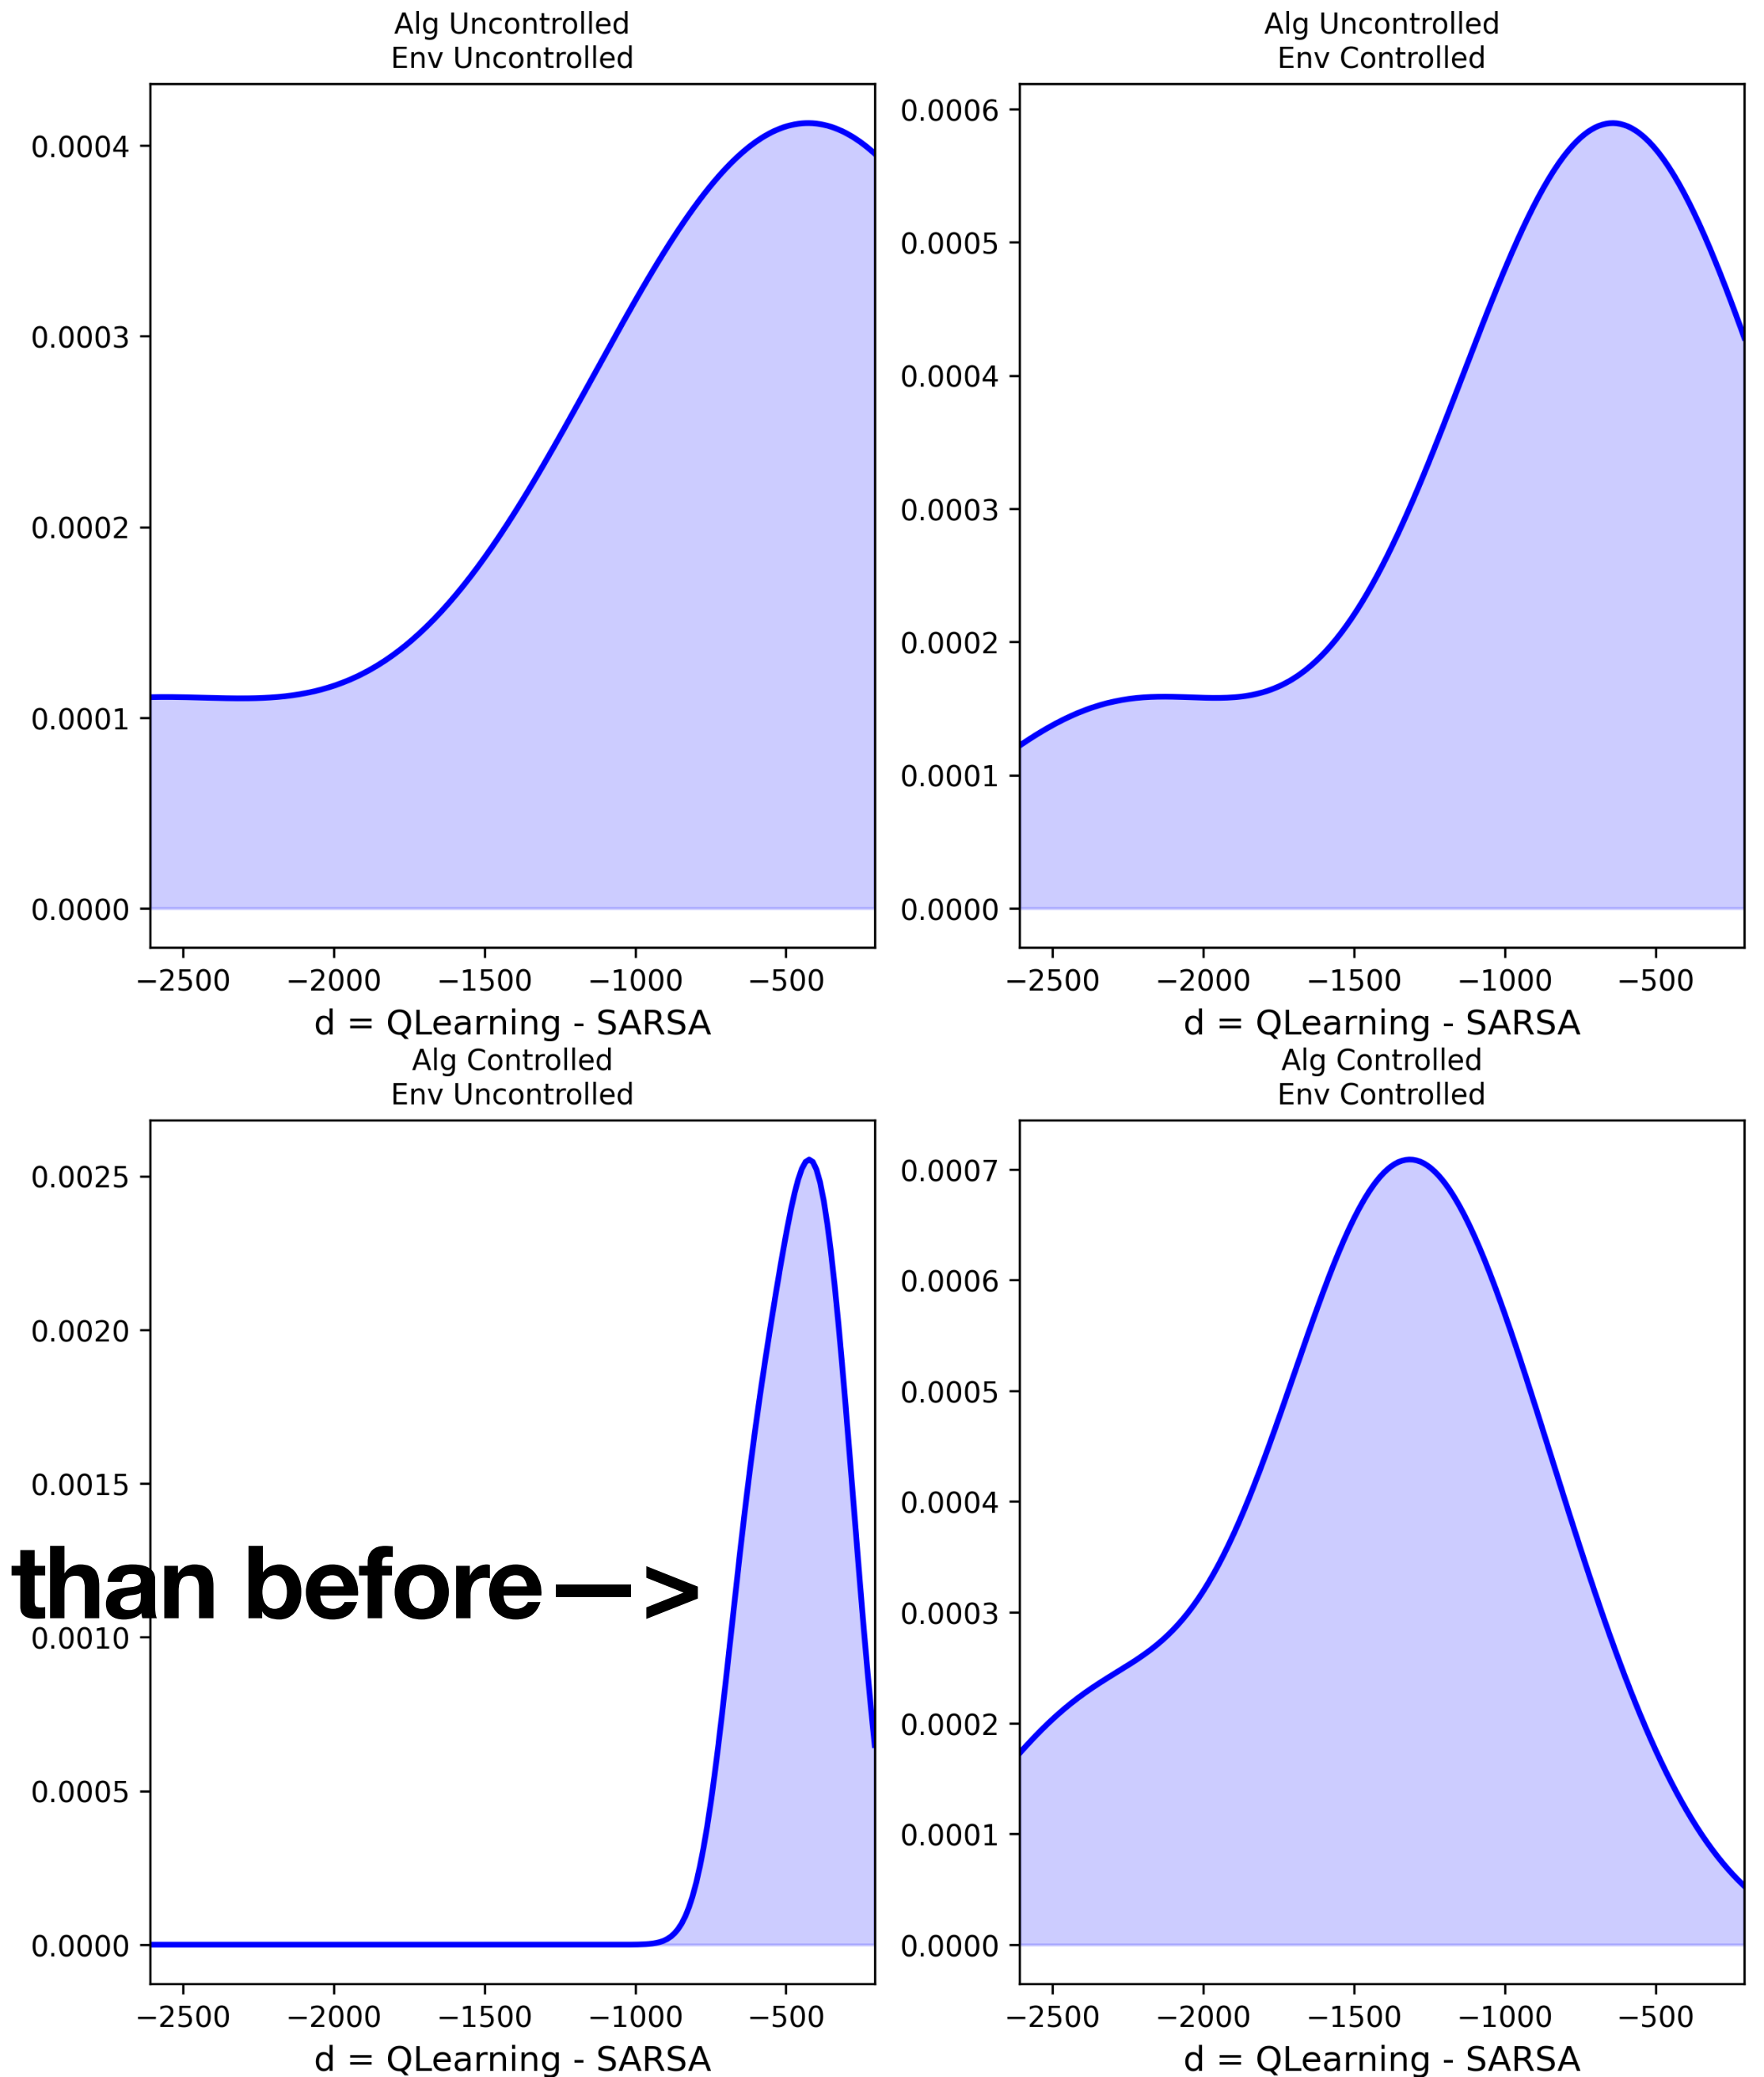 Alg Uncontrolled
Env Uncontrolled
0.0004
0.0003
0.0002
0.0001
0.0000
−2500 −2000 −1500 −1000 −500
d = QLearning - SARSA
Alg Uncontrolled
Env Controlled
0.0006
0.0005
0.0004
0.0003
0.0002
0.0001
0.0000
−2500 −2000 −1500 −1000 −500
d = QLearning - SARSA
Alg Controlled
Env Uncontrolled
0.0025
0.0020
0.0015
than before—>
0.0010
0.0005
0.0000
−2500 −2000 −1500 −1000 −500
d = QLearning - SARSA
Alg Controlled
Env Controlled
0.0007
0.0006
0.0005
0.0004
0.0003
0.0002
0.0001
0.0000
−2500 −2000 −1500 −1000 −500
d = QLearning - SARSA